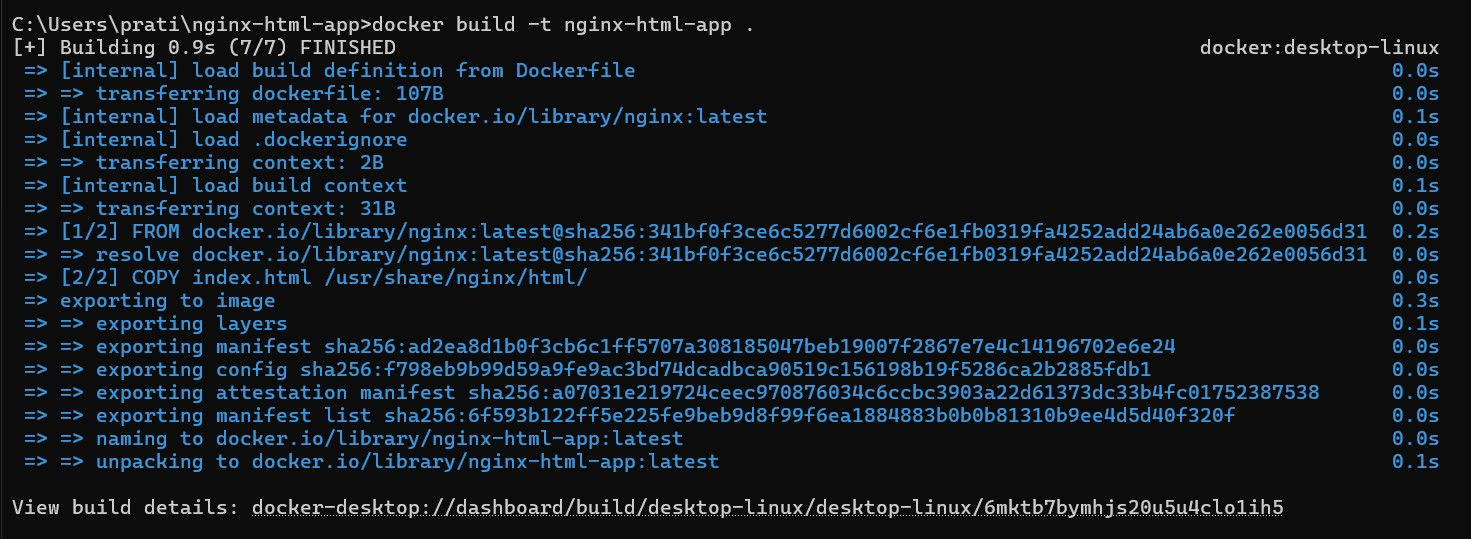 C:\Users\prati\nginx-html-app>docker build -t nginx-html-app .
[+] Building 0.9s (7/7) FINISHED docker:desktop-linux
=> [internal] load build definition from Dockerfile 0.0s
=> => transferring dockerfile: 107B 0.0s
=> [internal] load metadata for docker.io/library/nginx:latest 0.1s
=> [internal] load .dockerignore 0.0s
=> => transferring context: 2B 0.0s
=> [internal] load build context 0.1s
=> => transferring context: 31B 0.0s
=> [1/2] FROM docker.io/library/nginx:latest@sha256:341bf0f3ce6c5277d6002cf6e1fb0319fa4252add24ab6a0e262e0056d31 0.2s
=> => resolve docker.io/library/nginx:latest@sha256:341bf0f3ce6c5277d6002cf6e1fb0319fa4252add24ab6a0e262e0056d31 0.0s
=> [2/2] COPY index.html /usr/share/nginx/html/ 0.0s
=> exporting to image 0.3s
=> => exporting layers 0.1s
=> => exporting manifest sha256:ad2ea8d1b0f3cb6c1ff5707a308185047beb19007f2867e7e4c14196702e6e24 0.0s
=> => exporting config sha256:f798eb9b99d59a9fe9ac3bd74dcadbca90519c156198b19f5286ca2b2885fdb1 0.0s
=> => exporting attestation manifest sha256:a07031e219724ceec970876034c6ccbc3903a22d61373dc33b4fc01752387538 0.0s
=> => exporting manifest list sha256:6f593b122ff5e225fe9beb9d8f99f6ea1884883b0b0b81310b9ee4d5d40f320f 0.0s
=> => naming to docker.io/library/nginx-html-app:latest 0.0s
=> => unpacking to docker.io/library/nginx-html-app:latest 0.1s
View build details: docker-desktop://dashboard/build/desktop-linux/desktop-linux/6mktb7bymhjs20u5u4clo1ih5